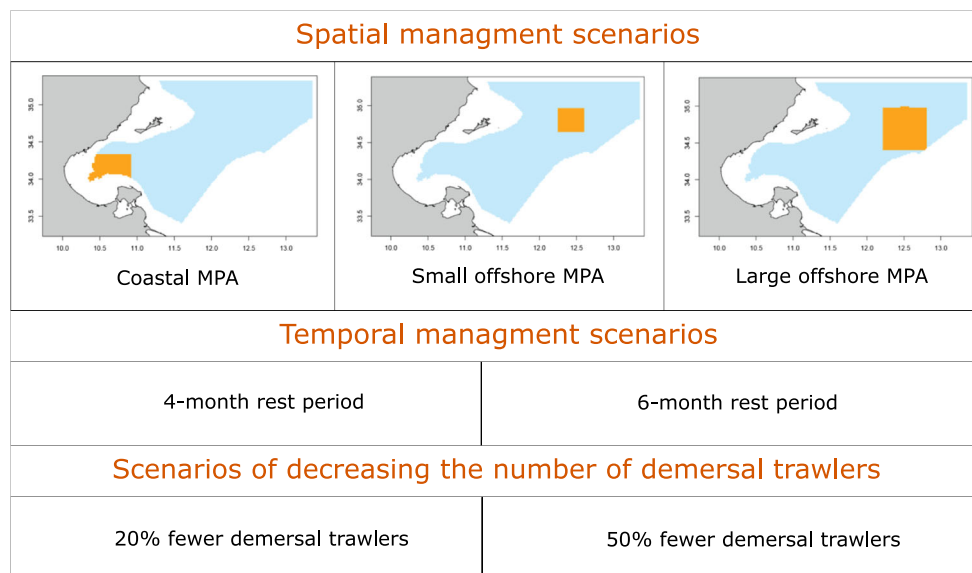 Spatial managment scenarios
35.0
34.5
34.0
33.5
10.0 10.5 11.0 11.5 12.0 12.5 13.0
Coastal MPA
35.0
34.5
34.0
33.5
10.0 10.5 11.0 11.5 12.0 12.5 13.0
Small offshore MPA
35.0
34.5
34.0
33.5
10.0 10.5 11.0 11.5 12.0 12.5 13.0
Large offshore MPA
Temporal managment scenarios
4-month rest period
6-month rest period
Scenarios of decreasing the number of demersal trawlers
20% fewer demersal trawlers
50% fewer demersal trawlers